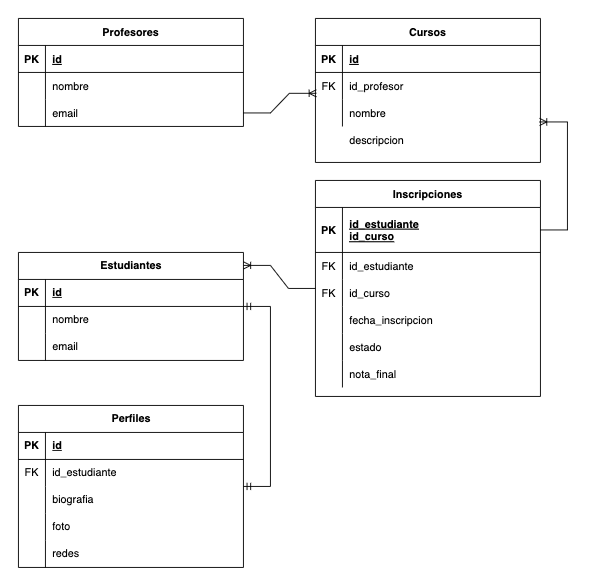 Profesores
PK id
nombre
email
Cursos
PK id
FK id_profesor
nombre
descripcion
Inscripciones
PK id_estudiante
id_curso
FK id_estudiante
FK id_curso
fecha_inscripcion
estado
nota_final
Estudiantes
PK id
nombre
email
Perfiles
PK id
FK id_estudiante
biografia
foto
redes